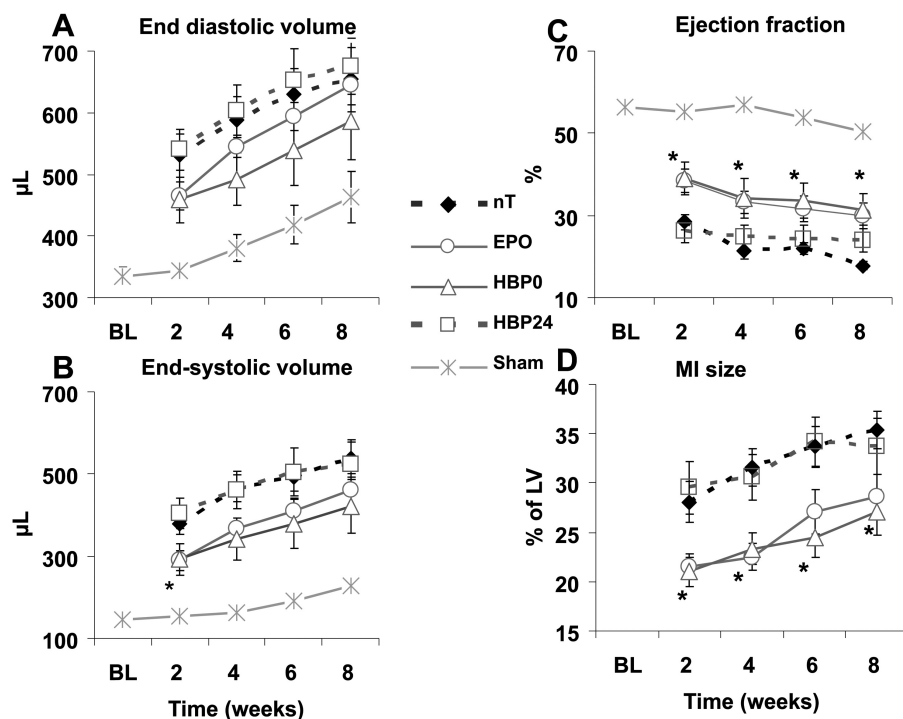 A
End diastolic volume
700
600
500
400
300
µL
BL 2 4 6 8
C
Ejection fraction
70
50
30
10
%
* * * *
BL 2 4 6 8
nT
EPO
HBP0
HBP24
Sham
B
End-systolic volume
700
500
300
100
µL
*
BL 2 4 6 8
Time (weeks)
D
MI size
40
35
30
25
20
15
% of LV
* * * *
BL 2 4 6 8
Time (weeks)